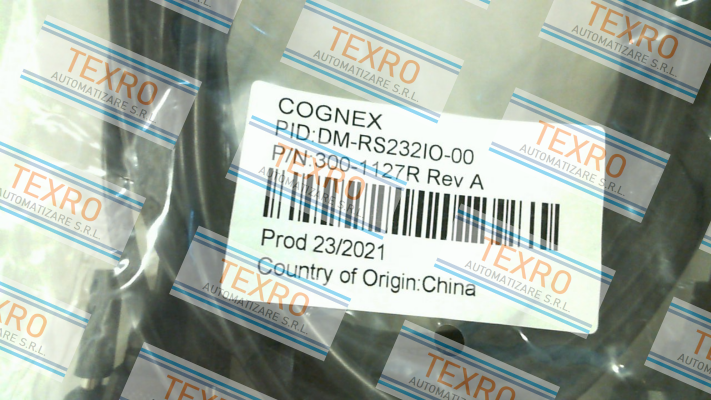 COGNEX
PID:DM-RS232IO-00
P/N:300-1127R Rev A
Prod 23/2021
Country of Origin:China
TEXRO
AUTOMATIZARE S.R.L.